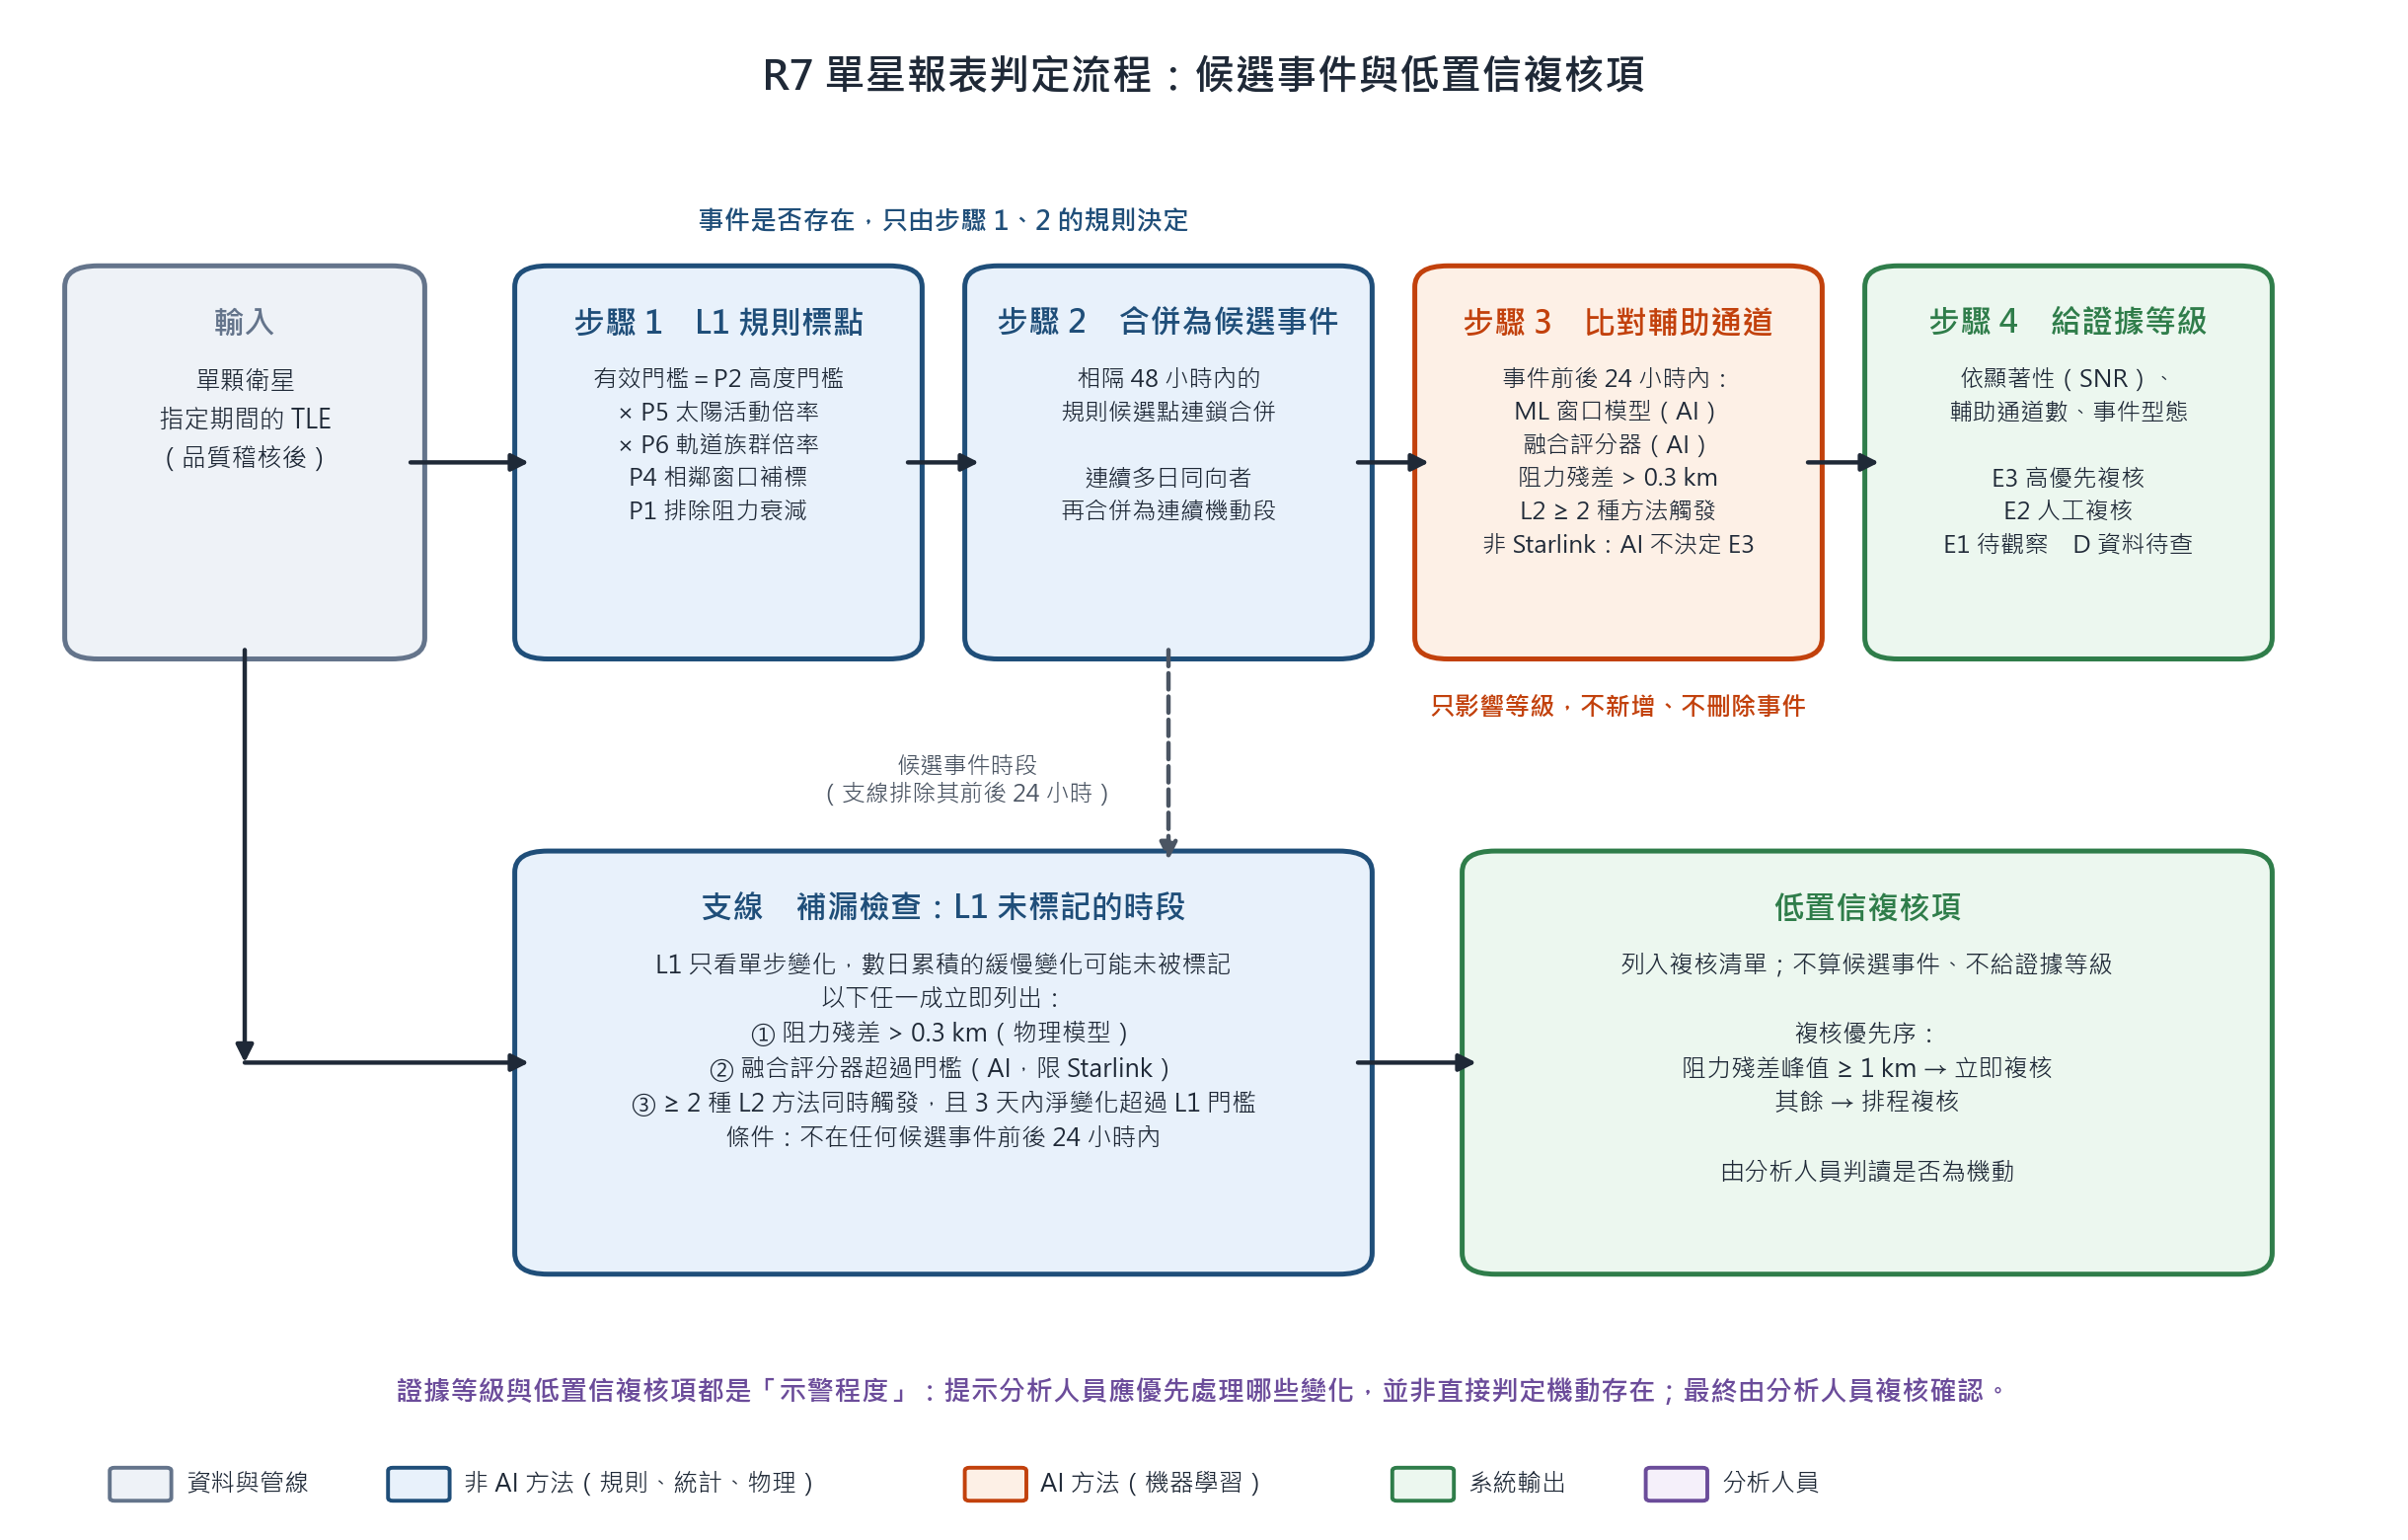 R7 單星報表判定流程：候選事件與低置信複核項
事件是否存在，只由步驟 1、2 的規則決定
輸入
單顆衛星
指定期間的 TLE
（品質稽核後）
步驟 1　L1 規則標點
有效門檻＝P2 高度門檻
× P5 太陽活動倍率
× P6 軌道族群倍率
P4 相鄰窗口補標
P1 排除阻力衰減
步驟 2　合併為候選事件
相隔 48 小時內的
規則候選點連鎖合併
連續多日同向者
再合併為連續機動段
步驟 3　比對輔助通道
事件前後 24 小時內：
ML 窗口模型（AI）
融合評分器（AI）
阻力殘差 > 0.3 km
L2 ≥ 2 種方法觸發
非 Starlink：AI 不決定 E3
步驟 4　給證據等級
依顯著性（SNR）、
輔助通道數、事件型態
E3 高優先複核
E2 人工複核
E1 待觀察　D 資料待查
只影響等級，不新增、不刪除事件
候選事件時段
（支線排除其前後 24 小時）
支線　補漏檢查：L1 未標記的時段
L1 只看單步變化，數日累積的緩慢變化可能未被標記
以下任一成立即列出：
① 阻力殘差 > 0.3 km（物理模型）
② 融合評分器超過門檻（AI，限 Starlink）
③ ≥ 2 種 L2 方法同時觸發，且 3 天內淨變化超過 L1 門檻
條件：不在任何候選事件前後 24 小時內
低置信複核項
列入複核清單；不算候選事件、不給證據等級
複核優先序：
阻力殘差峰值 ≥ 1 km → 立即複核
其餘 → 排程複核
由分析人員判讀是否為機動
證據等級與低置信複核項都是「示警程度」：提示分析人員應優先處理哪些變化，並非直接判定機動存在；最終由分析人員複核確認。
資料與管線
非 AI 方法（規則、統計、物理）
AI 方法（機器學習）
系統輸出
分析人員